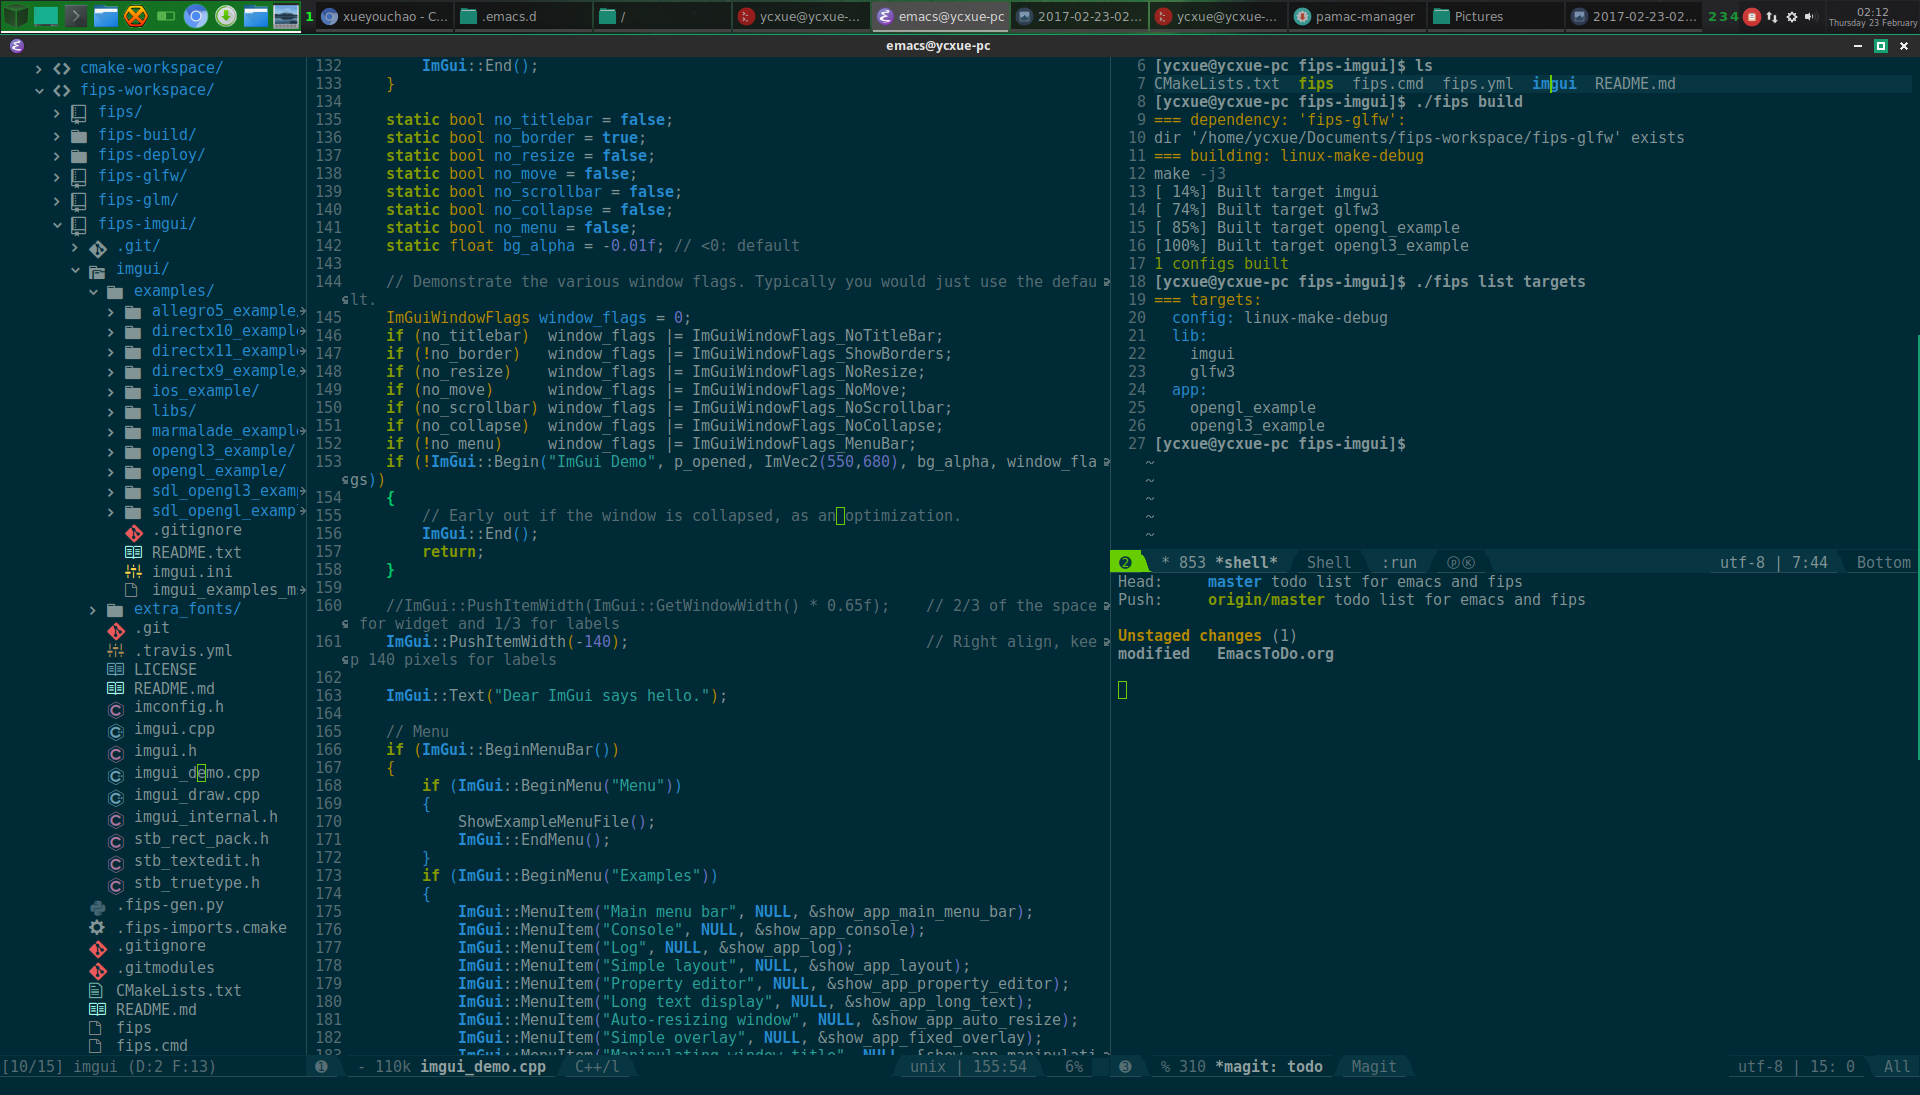 1
xueyouchao - C...
.emacs.d
/
ycxue@ycxue-...
emacs@ycxue-pc
2017-02-23-02...
ycxue@ycxue-...
pamac-manager
Pictures
2017-02-23-02...
2 3 4
02:12
Thursday 23 February
emacs@ycxue-pc
cmake-workspace/
fips-workspace/
fips/
fips-build/
fips-deploy/
fips-glfw/
fips-glm/
fips-imgui/
.git/
imgui/
examples/
allegro5_example
directx10_exampl
directx11_exampl
directx9_example
ios_example/
libs/
marmalade_exampl
opengl3_example/
opengl_example/
sdl_opengl3_exam
sdl_opengl_examp
.gitignore
README.txt
imgui.ini
imgui_examples_m
extra_fonts/
.git
.travis.yml
LICENSE
README.md
imconfig.h
imgui.cpp
imgui.h
imgui_demo.cpp
imgui_draw.cpp
imgui_internal.h
stb_rect_pack.h
stb_textedit.h
stb_truetype.h
.fips-gen.py
.fips-imports.cmake
.gitignore
.gitmodules
CMakeLists.txt
README.md
fips
fips.cmd
[10/15] imgui (D:2 F:13)
132         ImGui::End();
133     }
134
135     static bool no_titlebar = false;
136     static bool no_border = true;
137     static bool no_resize = false;
138     static bool no_move = false;
139     static bool no_scrollbar = false;
140     static bool no_collapse = false;
141     static bool no_menu = false;
142     static float bg_alpha = -0.01f; // <0: default
143
144     // Demonstrate the various window flags. Typically you would just use the defau
lt.
145     ImGuiWindowFlags window_flags = 0;
146     if (no_titlebar)  window_flags |= ImGuiWindowFlags_NoTitleBar;
147     if (!no_border)   window_flags |= ImGuiWindowFlags_ShowBorders;
148     if (no_resize)    window_flags |= ImGuiWindowFlags_NoResize;
149     if (no_move)      window_flags |= ImGuiWindowFlags_NoMove;
150     if (no_scrollbar) window_flags |= ImGuiWindowFlags_NoScrollbar;
151     if (no_collapse)  window_flags |= ImGuiWindowFlags_NoCollapse;
152     if (!no_menu)     window_flags |= ImGuiWindowFlags_MenuBar;
153     if (!ImGui::Begin("ImGui Demo", p_opened, ImVec2(550,680), bg_alpha, window_fla
gs))
154     {
155         // Early out if the window is collapsed, as an optimization.
156         ImGui::End();
157         return;
158     }
159
160     //ImGui::PushItemWidth(ImGui::GetWindowWidth() * 0.65f);    // 2/3 of the space
for widget and 1/3 for labels
161     ImGui::PushItemWidth(-140);                                 // Right align, kee
p 140 pixels for labels
162
163     ImGui::Text("Dear ImGui says hello.");
164
165     // Menu
166     if (ImGui::BeginMenuBar())
167     {
168         if (ImGui::BeginMenu("Menu"))
169         {
170             ShowExampleMenuFile();
171             ImGui::EndMenu();
172         }
173         if (ImGui::BeginMenu("Examples"))
174         {
175             ImGui::MenuItem("Main menu bar", NULL, &show_app_main_menu_bar);
176             ImGui::MenuItem("Console", NULL, &show_app_console);
177             ImGui::MenuItem("Log", NULL, &show_app_log);
178             ImGui::MenuItem("Simple layout", NULL, &show_app_layout);
179             ImGui::MenuItem("Property editor", NULL, &show_app_property_editor);
180             ImGui::MenuItem("Long text display", NULL, &show_app_long_text);
181             ImGui::MenuItem("Auto-resizing window", NULL, &show_app_auto_resize);
182             ImGui::MenuItem("Simple overlay", NULL, &show_app_fixed_overlay);
183             ImGui::MenuItem("Manipulating window title", NULL, &show_app_manipulati
1 - 110k imgui_demo.cpp C++/l unix | 155:54 6%
6 [ycxue@ycxue-pc fips-imgui]$ ls
7 CMakeLists.txt  fips  fips.cmd  fips.yml  imgui  README.md
8 [ycxue@ycxue-pc fips-imgui]$ ./fips build
9 === dependency: 'fips-glfw':
10 dir '/home/ycxue/Documents/fips-workspace/fips-glfw' exists
11 === building: linux-make-debug
12 make -j3
13 [ 14%] Built target imgui
14 [ 74%] Built target glfw3
15 [ 85%] Built target opengl_example
16 [100%] Built target opengl3_example
17 1 configs built
18 [ycxue@ycxue-pc fips-imgui]$ ./fips list targets
19 === targets:
20   config: linux-make-debug
21   lib:
22     imgui
23     glfw3
24   app:
25     opengl_example
26     opengl3_example
27 [ycxue@ycxue-pc fips-imgui]$
~
~
~
~
~
2 * 853 *shell* Shell :run ⓟⓀ utf-8 | 7:44 Bottom
Head:     master todo list for emacs and fips
Push:     origin/master todo list for emacs and fips
Unstaged changes (1)
modified   EmacsToDo.org
3 % 310 *magit: todo Magit utf-8 | 15: 0 All